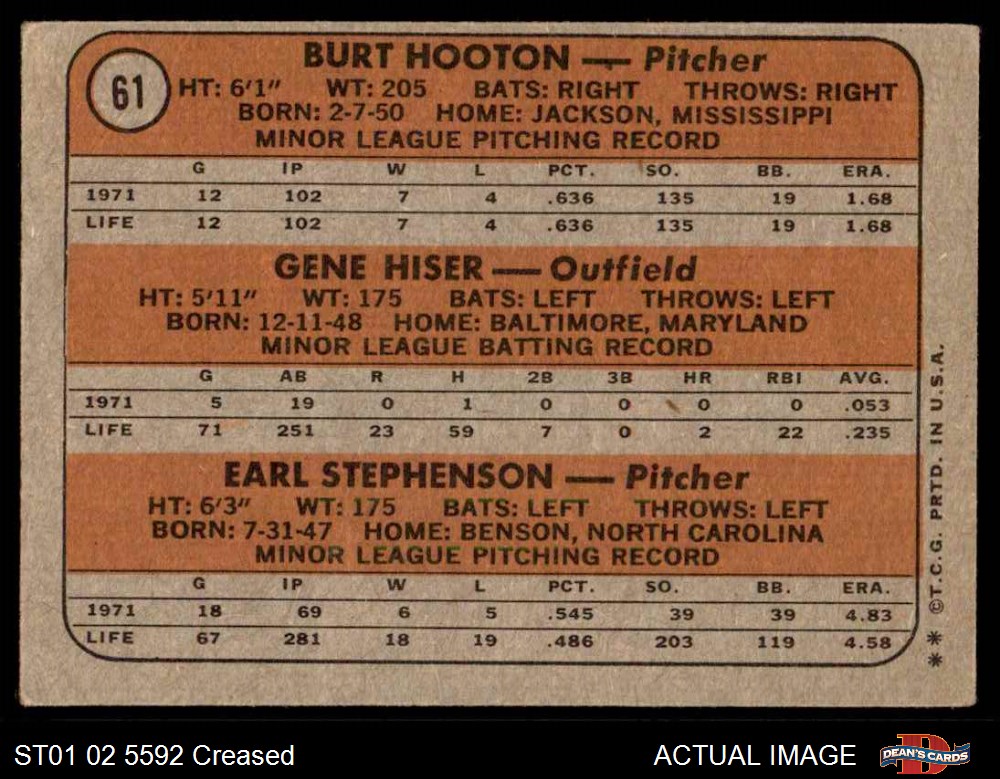 61
BURT HOOTON — Pitcher
HT: 6'1" WT: 205 BATS: RIGHT THROWS: RIGHT
BORN: 2-7-50 HOME: JACKSON, MISSISSIPPI
MINOR LEAGUE PITCHING RECORD
G IP W L PCT. SO. BB. ERA.
1971 12 102 7 4 .636 135 19 1.68
LIFE 12 102 7 4 .636 135 19 1.68
GENE HISER — Outfield
HT: 5'11" WT: 175 BATS: LEFT THROWS: LEFT
BORN: 12-11-48 HOME: BALTIMORE, MARYLAND
MINOR LEAGUE BATTING RECORD
G AB R H 2B 3B HR RBI AVG.
1971 5 19 0 1 0 0 0 0 .053
LIFE 71 251 23 59 7 0 2 22 .235
EARL STEPHENSON — Pitcher
HT: 6'3" WT: 175 BATS: LEFT THROWS: LEFT
BORN: 7-31-47 HOME: BENSON, NORTH CAROLINA
MINOR LEAGUE PITCHING RECORD
G IP W L PCT. SO. BB. ERA.
1971 18 69 6 5 .545 39 39 4.83
LIFE 67 281 18 19 .486 203 119 4.58
** ©T.C.G. PRTD. IN U.S.A.
ST01 02 5592 Creased
ACTUAL IMAGE
D
DEAN'S CARDS